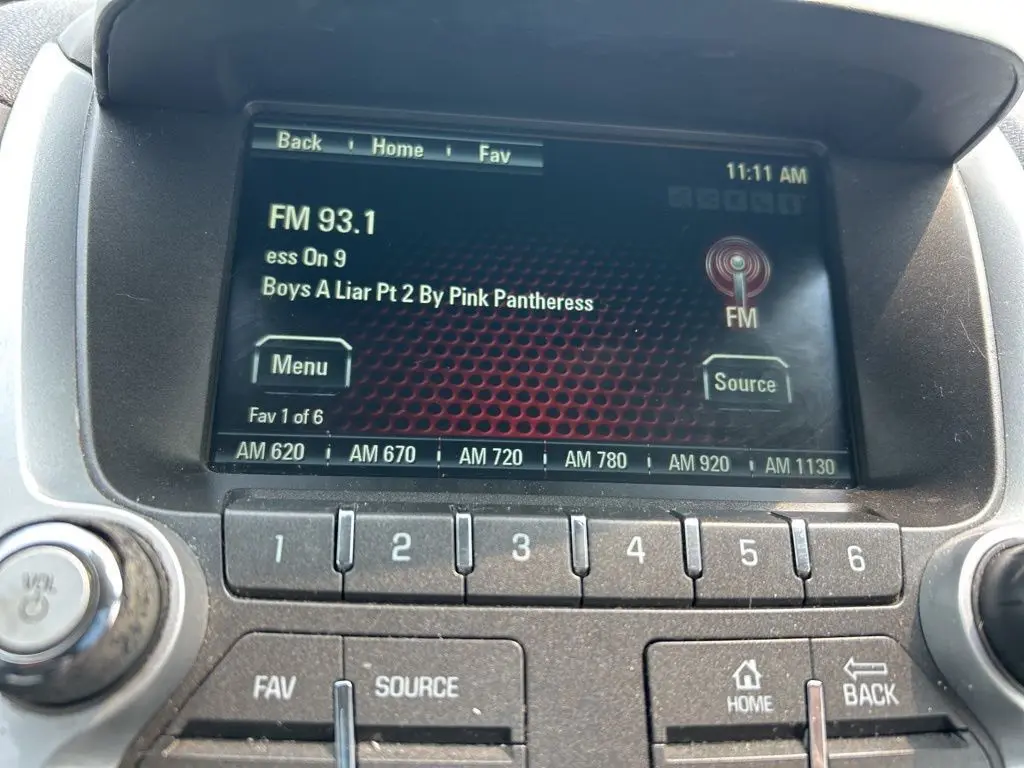 Back Home Fav
11:11 AM
FM 93.1
ess On 9
Boys A Liar Pt 2 By Pink Pantheress
FM
Menu
Source
Fav 1 of 6
AM 620 AM 670 AM 720 AM 780 AM 920 AM 1130
1 2 3 4 5 6
VOL
FAV SOURCE
HOME
BACK